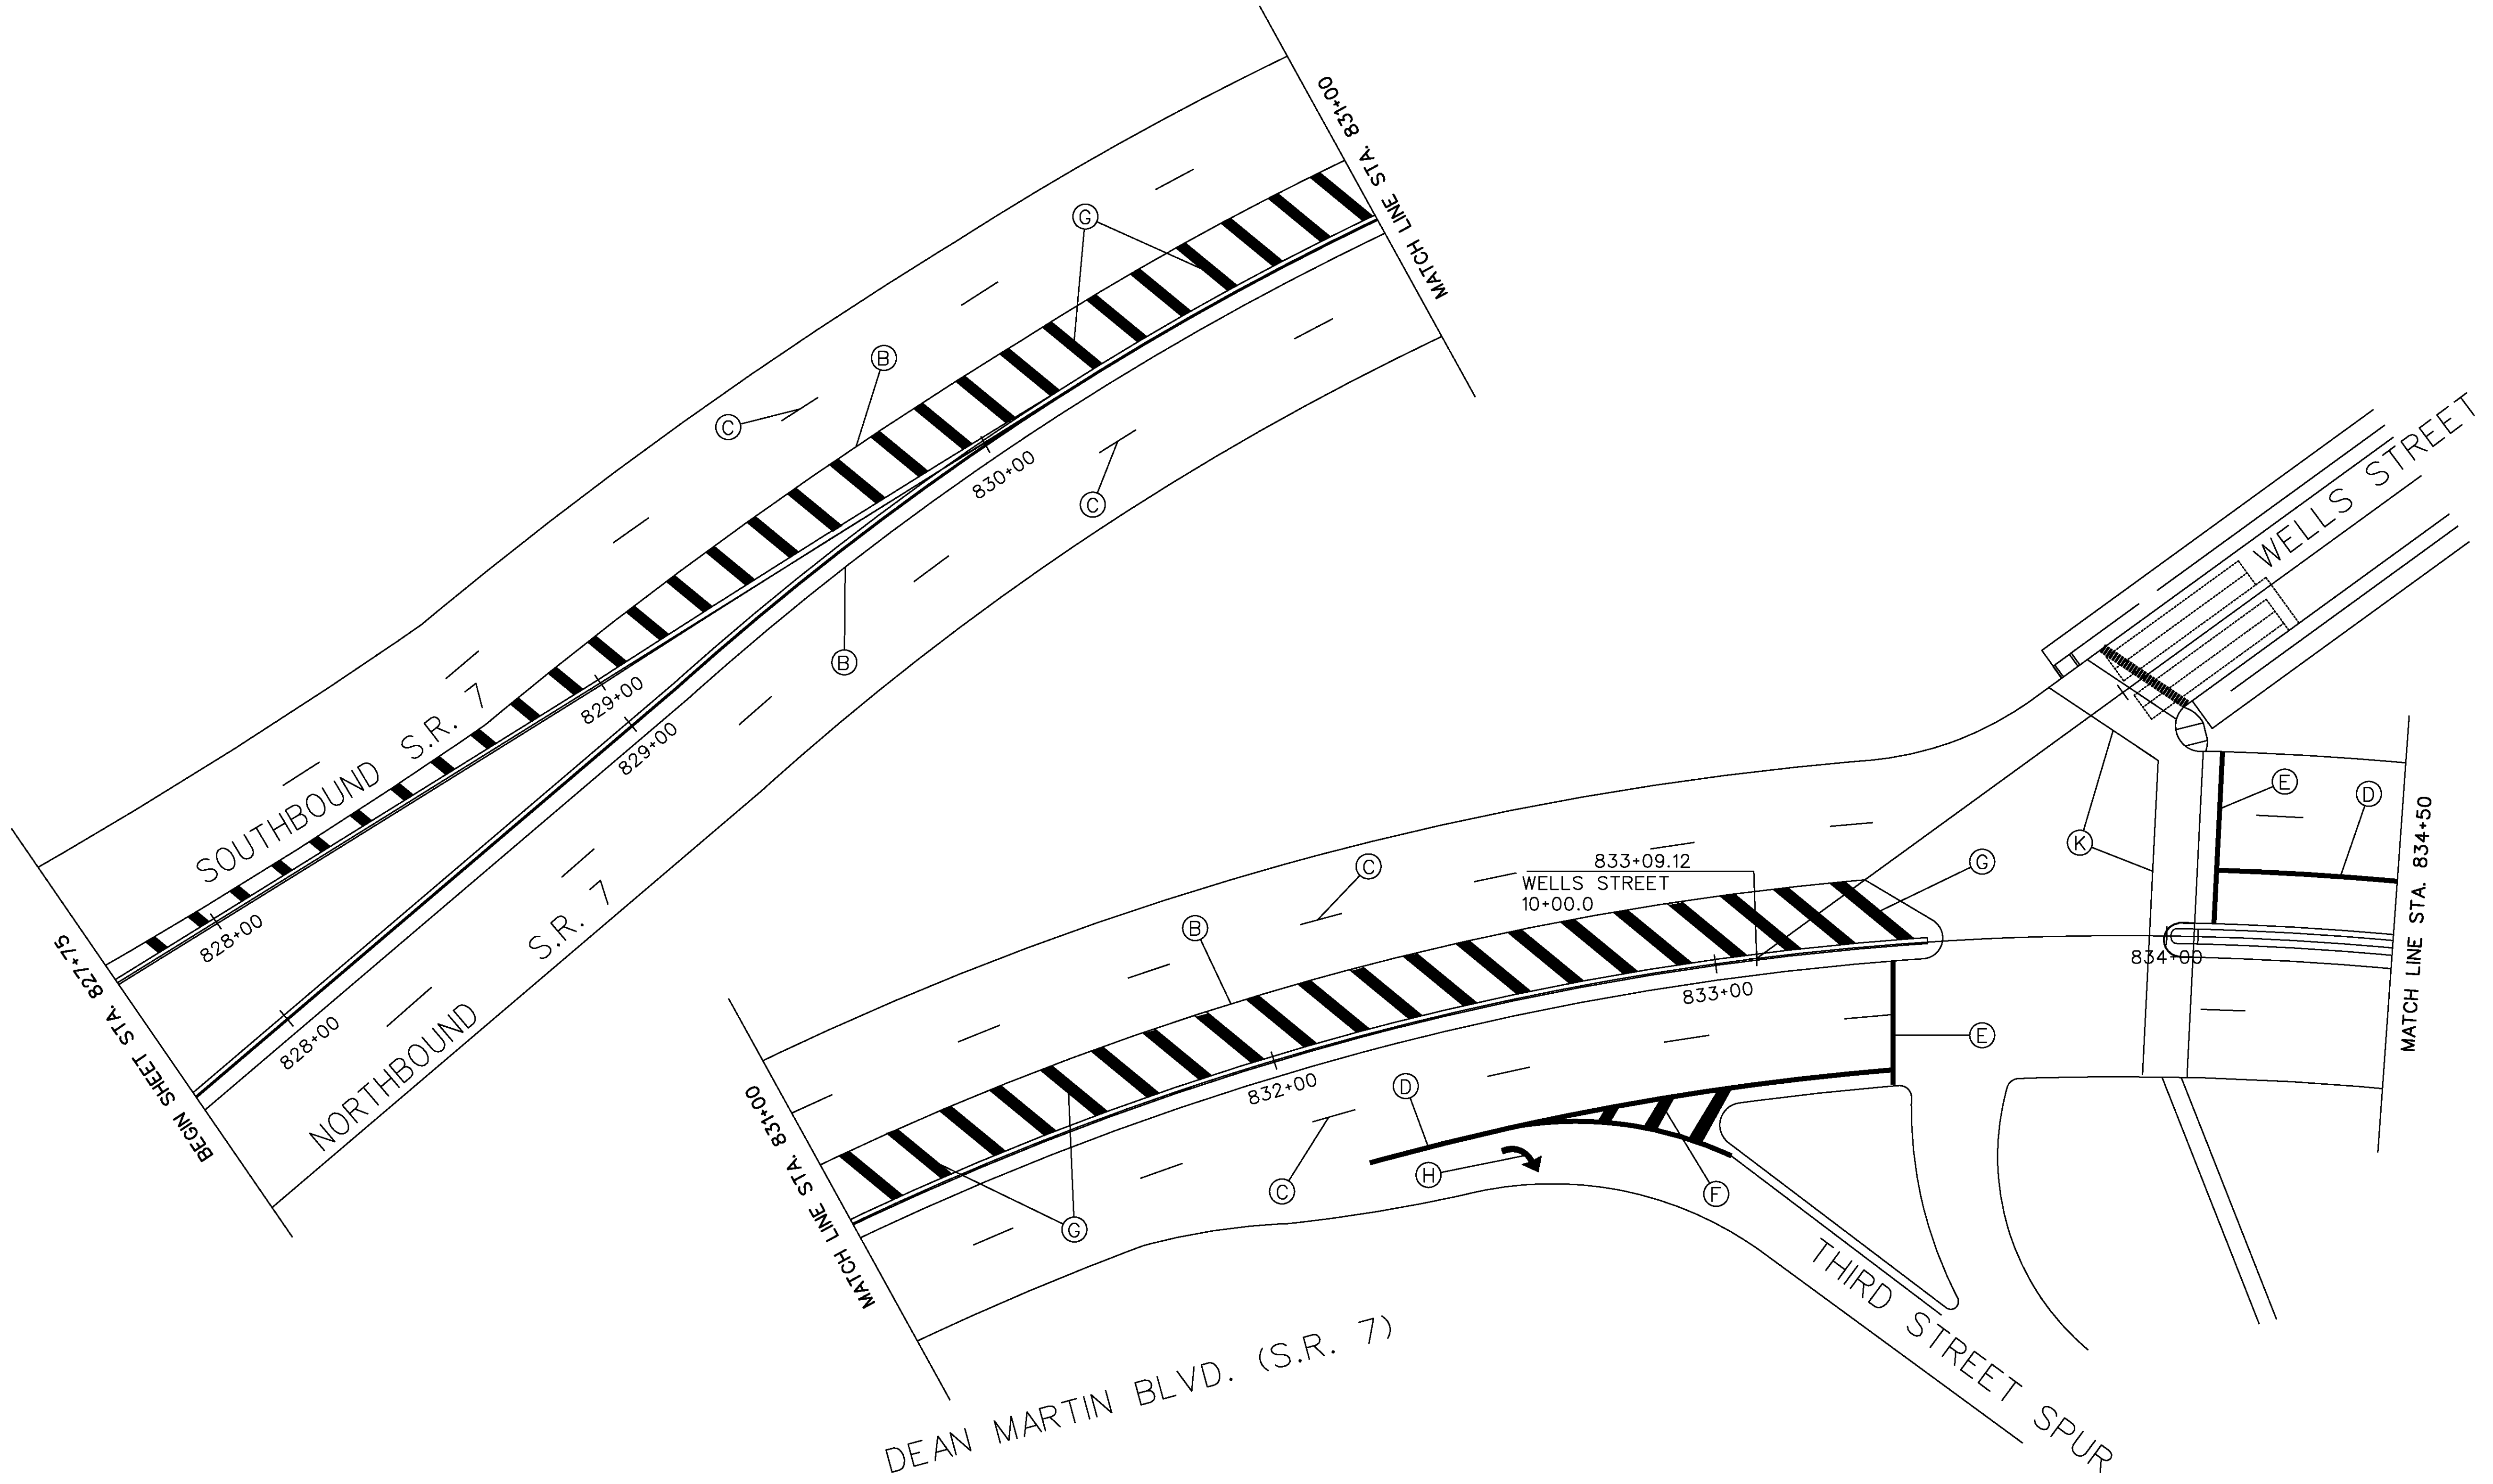 MATCH LINE STA. 831+00
G
B
C
830+00
C
B
829+00
829+00
SOUTHBOUND S.R. 7
828+00
NORTHBOUND S.R. 7
828+00
BEGIN SHEET STA. 827+75
WELLS STREET
E
D
K
MATCH LINE STA. 834+50
834+00
C
833+09.12
WELLS STREET
10+00.0
G
B
833+00
E
832+00
D
C
H
F
G
MATCH LINE STA. 831+00
THIRD STREET SPUR
DEAN MARTIN BLVD. (S.R. 7)